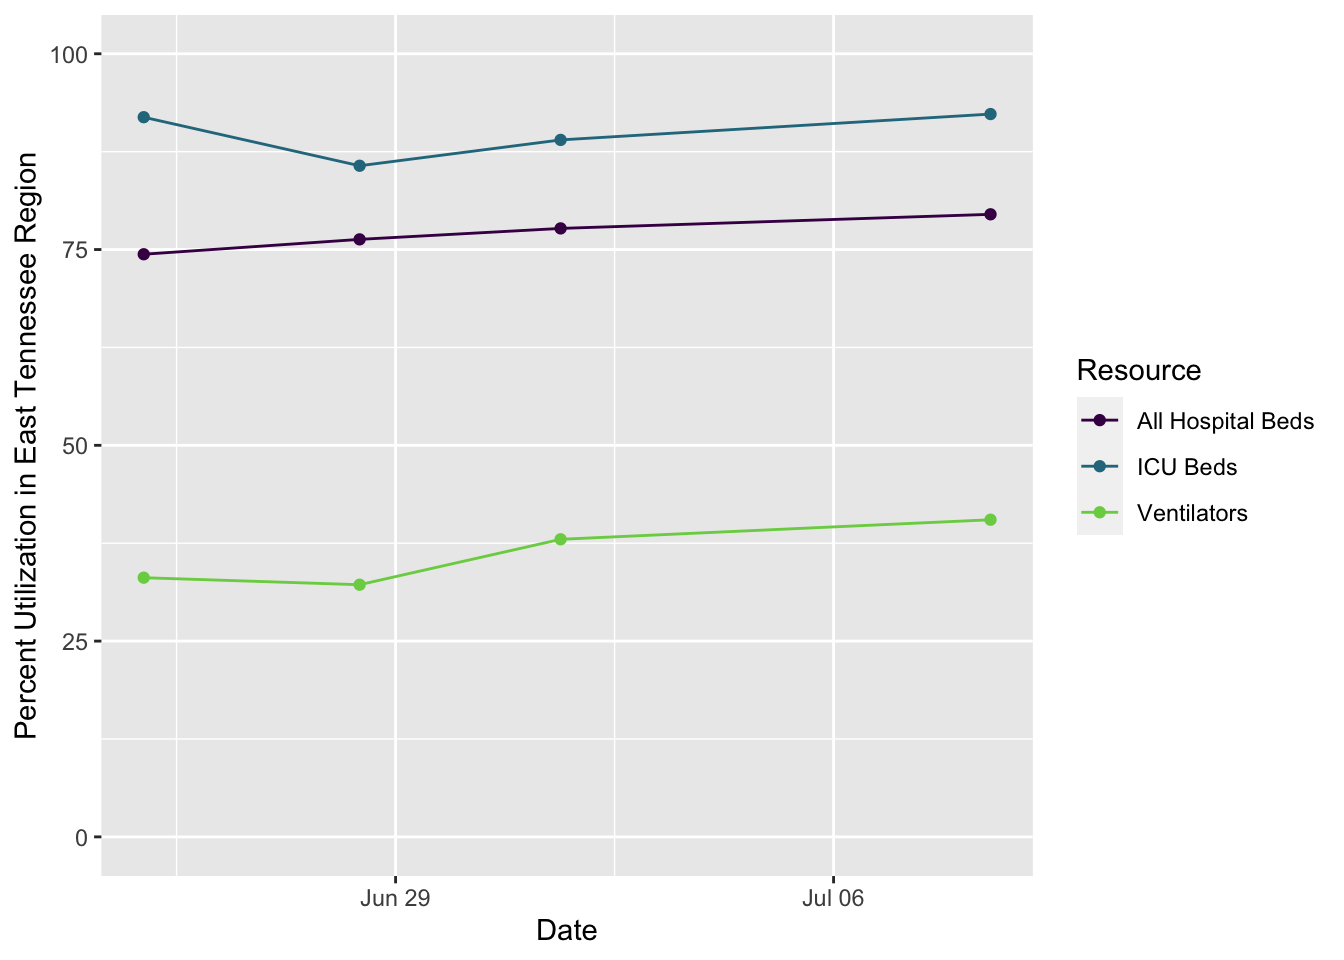 Percent Utilization in East Tennessee Region
100
75
50
25
0
Jun 29
Jul 06
Date
Resource
All Hospital Beds
ICU Beds
Ventilators